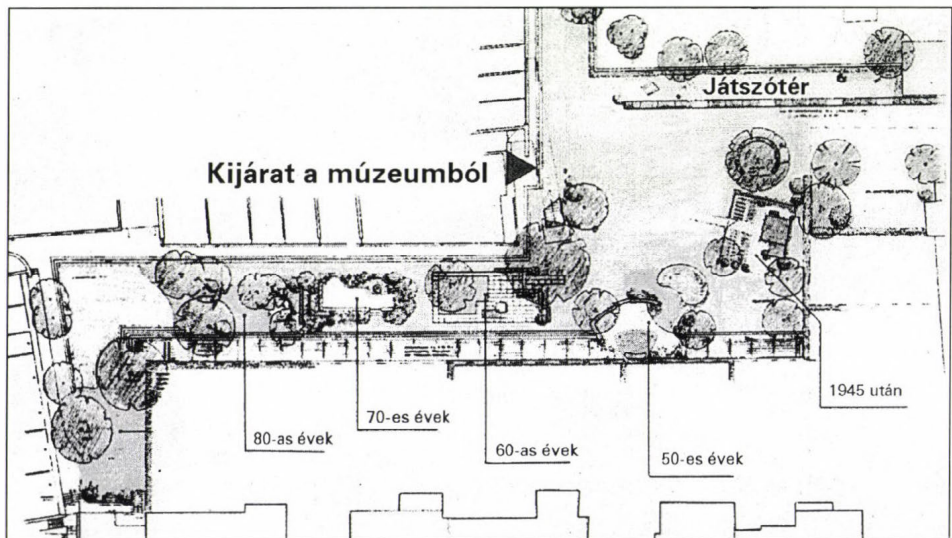 Játszótér
Kijárat a múzeumból
1945 után
70-es évek
80-as évek
60-as évek
50-es évek